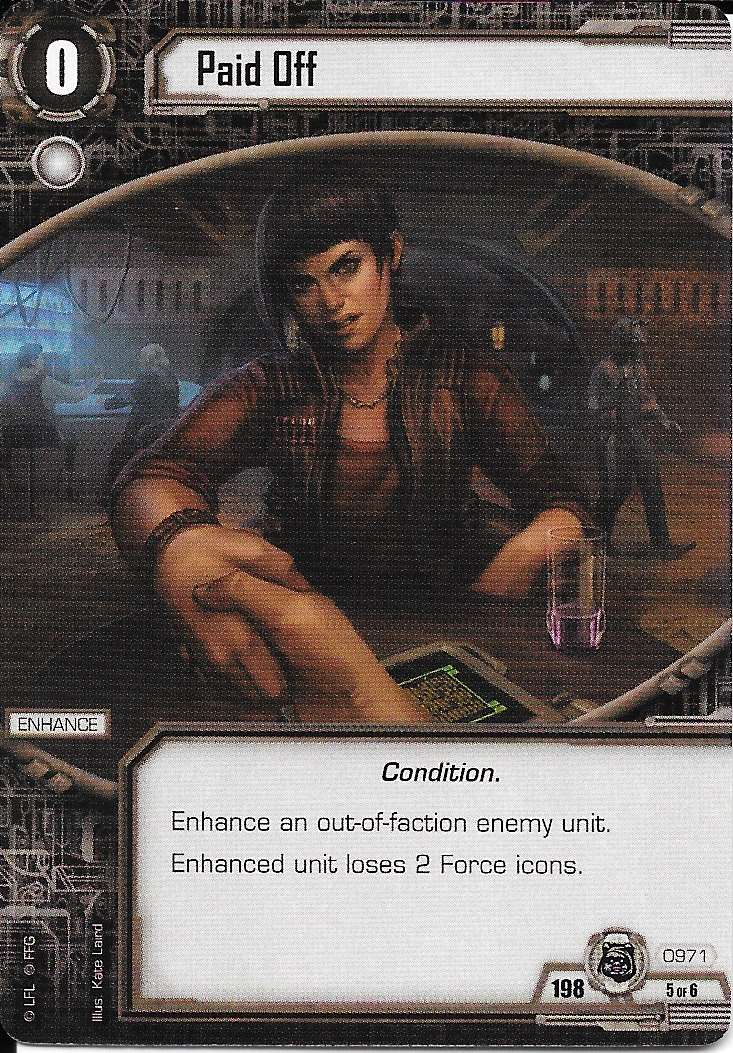 0
Paid Off
ENHANCE
Condition.
Enhance an out-of-faction enemy unit.
Enhanced unit loses 2 Force icons.
© LFL © FFG
Illus. Kate Laird
0971
198
5 OF 6